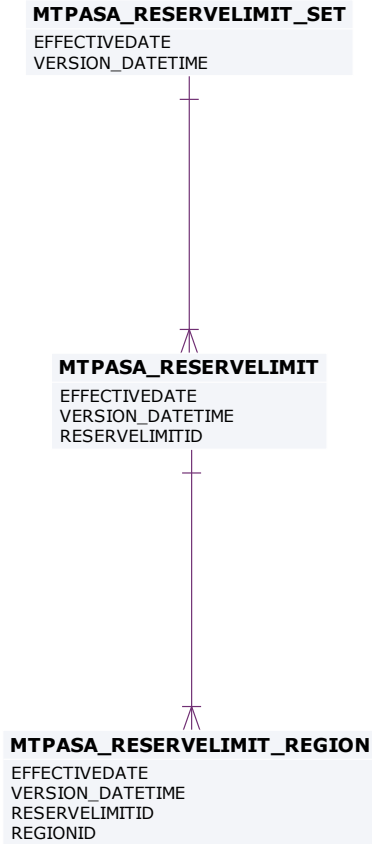 MTPASA_RESERVELIMIT_SET
EFFECTIVEDATE
VERSION_DATETIME
MTPASA_RESERVELIMIT
EFFECTIVEDATE
VERSION_DATETIME
RESERVELIMITID
MTPASA_RESERVELIMIT_REGION
EFFECTIVEDATE
VERSION_DATETIME
RESERVELIMITID
REGIONID